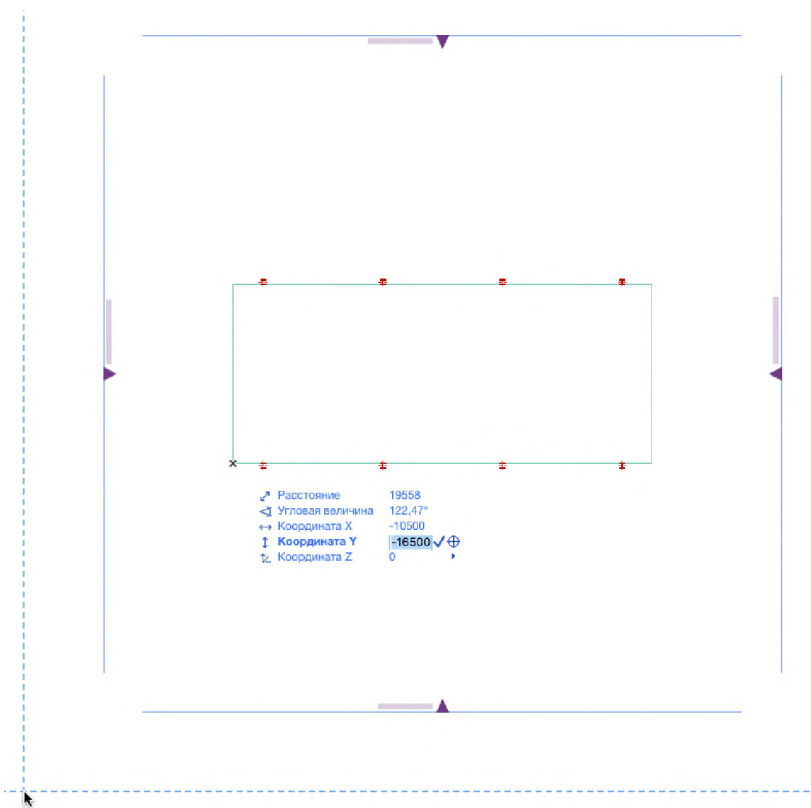 Расстояние 19558
Угловая величина 122,47°
Координата X -10500
Координата Y -16500
Координата Z 0